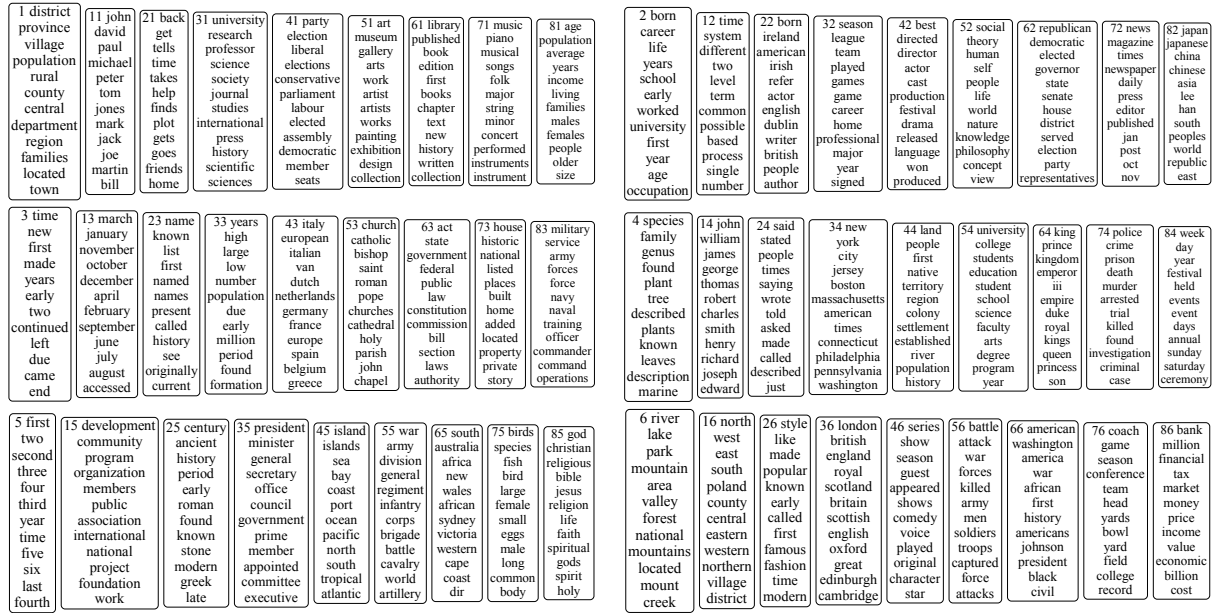 1 district
province
village
population
rural
county
central
department
region
families
located
town
11 john
david
paul
michael
peter
tom
jones
mark
jack
joe
martin
bill
21 back
get
tells
time
takes
help
finds
plot
gets
goes
friends
home
31 university
research
professor
science
society
journal
studies
international
press
history
scientific
sciences
41 party
election
liberal
elections
conservative
parliament
labour
elected
assembly
democratic
member
seats
51 art
museum
gallery
arts
work
artist
artists
works
painting
exhibition
design
collection
61 library
published
book
edition
first
books
chapter
text
new
history
written
collection
71 music
piano
musical
songs
folk
major
string
minor
concert
performed
instruments
instrument
81 age
population
average
years
income
living
families
males
females
people
older
size
2 born
career
life
years
school
early
worked
university
first
year
age
occupation
12 time
system
different
two
level
term
common
possible
based
process
single
number
22 born
ireland
american
irish
refer
actor
english
dublin
writer
british
people
author
32 season
league
team
played
games
game
career
home
professional
major
year
signed
42 best
directed
director
actor
cast
production
festival
drama
released
language
won
produced
52 social
theory
human
self
people
life
world
nature
knowledge
philosophy
concept
view
62 republican
democratic
elected
governor
state
senate
house
district
served
election
party
representatives
72 news
magazine
times
newspaper
daily
press
editor
published
jan
post
oct
nov
82 japan
japanese
china
chinese
asia
lee
han
south
peoples
world
republic
east
3 time
new
first
made
years
early
two
continued
left
due
came
end
13 march
january
november
october
december
april
february
september
june
july
august
accessed
23 name
known
list
first
named
names
present
called
history
see
originally
current
33 years
high
large
low
number
population
due
early
million
period
found
formation
43 italy
european
italian
van
dutch
netherlands
germany
france
europe
spain
belgium
greece
53 church
catholic
bishop
saint
roman
pope
churches
cathedral
holy
parish
john
chapel
63 act
state
government
federal
public
law
constitution
commission
bill
section
laws
authority
73 house
historic
national
listed
places
built
home
added
located
property
private
story
83 military
service
army
forces
force
navy
naval
training
officer
commander
command
operations
4 species
family
genus
found
plant
tree
described
plants
known
leaves
description
marine
14 john
william
james
george
thomas
robert
charles
smith
henry
richard
joseph
edward
24 said
stated
people
times
saying
wrote
told
asked
made
called
described
just
34 new
york
city
jersey
boston
massachusetts
american
times
connecticut
philadelphia
pennsylvania
washington
44 land
people
first
native
territory
region
colony
settlement
established
river
population
history
54 university
college
students
education
student
school
science
faculty
arts
degree
program
year
64 king
prince
kingdom
emperor
iii
empire
duke
royal
kings
queen
princess
son
74 police
crime
prison
death
murder
arrested
trial
killed
found
investigation
criminal
case
84 week
day
year
festival
held
events
event
days
annual
sunday
saturday
ceremony
5 first
two
second
three
four
third
year
time
five
six
last
fourth
15 development
community
program
organization
members
public
association
international
national
project
foundation
work
25 century
ancient
history
period
early
roman
found
known
stone
modern
greek
late
35 president
minister
general
secretary
office
council
government
prime
member
appointed
committee
executive
45 island
islands
sea
bay
coast
port
ocean
pacific
north
south
tropical
atlantic
55 war
army
division
general
regiment
infantry
corps
brigade
battle
cavalry
world
artillery
65 south
australia
africa
new
wales
african
sydney
victoria
western
cape
coast
dir
75 birds
species
fish
bird
large
female
small
eggs
male
long
common
body
85 god
christian
religious
bible
jesus
religion
life
faith
spiritual
gods
spirit
holy
6 river
lake
park
mountain
area
valley
forest
national
mountains
located
mount
creek
16 north
west
east
south
poland
county
central
eastern
western
northern
village
district
26 style
like
made
popular
known
early
called
first
famous
fashion
time
modern
36 london
british
england
royal
scotland
britain
scottish
english
oxford
great
edinburgh
cambridge
46 series
show
season
guest
appeared
shows
comedy
voice
played
original
character
star
56 battle
attack
war
forces
killed
army
men
soldiers
troops
captured
force
attacks
66 american
washington
america
war
african
first
history
americans
johnson
president
black
civil
76 coach
game
season
conference
team
head
yards
bowl
yard
field
college
record
86 bank
million
financial
tax
market
money
price
income
value
economic
billion
cost